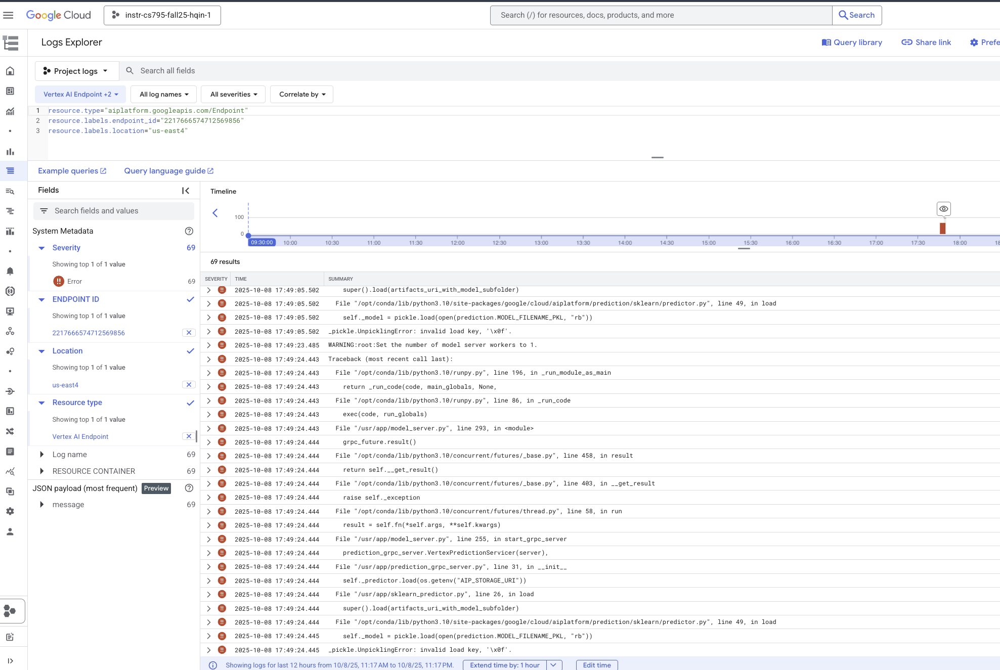 Google Cloud
instr-cs795-fall25-hqin-1
Search (/) for resources, docs, products, and more
Search
Logs Explorer
Query library
Share link
Prefe
Project logs
Search all fields
Vertex AI Endpoint +2
All log names
All severities
Correlate by
1 resource.type="aiplatform.googleapis.com/Endpoint"
2 resource.labels.endpoint_id="2217666574712569856"
3 resource.labels.location="us-east4"
Example queries
Query language guide
Fields
Search fields and values
System Metadata
Severity 69
Showing top 1 of 1 value
Error 69
ENDPOINT ID
Showing top 1 of 1 value
2217666574712569856
Location
Showing top 1 of 1 value
us-east4
Resource type
Showing top 1 of 1 value
Vertex AI Endpoint
Log name 69
RESOURCE CONTAINER 69
JSON payload (most frequent) Preview
message 69
Timeline
100
0
09:30:00 10:00 10:30 11:00 11:30 12:00 12:30 13:00 13:30 14:00 14:30 15:00 15:30 16:00 16:30 17:00 17:30 18:00 18
69 results
SEVERITY TIME SUMMARY
2025-10-08 17:49:05.502 super().load(artifacts_uri_with_model_subfolder)
2025-10-08 17:49:05.502 File "/opt/conda/lib/python3.10/site-packages/google/cloud/aiplatform/prediction/sklearn/predictor.py", line 49, in load
2025-10-08 17:49:05.502 self._model = pickle.load(open(prediction.MODEL_FILENAME_PKL, "rb"))
2025-10-08 17:49:05.502 _pickle.UnpicklingError: invalid load key, '\x0f'.
2025-10-08 17:49:23.485 WARNING:root:Set the number of model server workers to 1.
2025-10-08 17:49:24.443 Traceback (most recent call last):
2025-10-08 17:49:24.443 File "/opt/conda/lib/python3.10/runpy.py", line 196, in _run_module_as_main
2025-10-08 17:49:24.443 return _run_code(code, main_globals, None,
2025-10-08 17:49:24.443 File "/opt/conda/lib/python3.10/runpy.py", line 86, in _run_code
2025-10-08 17:49:24.443 exec(code, run_globals)
2025-10-08 17:49:24.443 File "/usr/app/model_server.py", line 293, in <module>
2025-10-08 17:49:24.444 grpc_future.result()
2025-10-08 17:49:24.444 File "/opt/conda/lib/python3.10/concurrent/futures/_base.py", line 458, in result
2025-10-08 17:49:24.444 return self.__get_result()
2025-10-08 17:49:24.444 File "/opt/conda/lib/python3.10/concurrent/futures/_base.py", line 403, in __get_result
2025-10-08 17:49:24.444 raise self._exception
2025-10-08 17:49:24.444 File "/opt/conda/lib/python3.10/concurrent/futures/thread.py", line 58, in run
2025-10-08 17:49:24.444 result = self.fn(*self.args, **self.kwargs)
2025-10-08 17:49:24.444 File "/usr/app/model_server.py", line 255, in start_grpc_server
2025-10-08 17:49:24.444 prediction_grpc_server.VertexPredictionServicer(server),
2025-10-08 17:49:24.444 File "/usr/app/prediction_grpc_server.py", line 31, in __init__
2025-10-08 17:49:24.444 self._predictor.load(os.getenv("AIP_STORAGE_URI"))
2025-10-08 17:49:24.444 File "/usr/app/sklearn_predictor.py", line 26, in load
2025-10-08 17:49:24.444 super().load(artifacts_uri_with_model_subfolder)
2025-10-08 17:49:24.444 File "/opt/conda/lib/python3.10/site-packages/google/cloud/aiplatform/prediction/sklearn/predictor.py", line 49, in load
2025-10-08 17:49:24.445 self._model = pickle.load(open(prediction.MODEL_FILENAME_PKL, "rb"))
2025-10-08 17:49:24.445 _pickle.UnpicklingError: invalid load key, '\x0f'.
Showing logs for last 12 hours from 10/8/25, 11:17 AM to 10/8/25, 11:17 PM.
Extend time by: 1 hour
Edit time